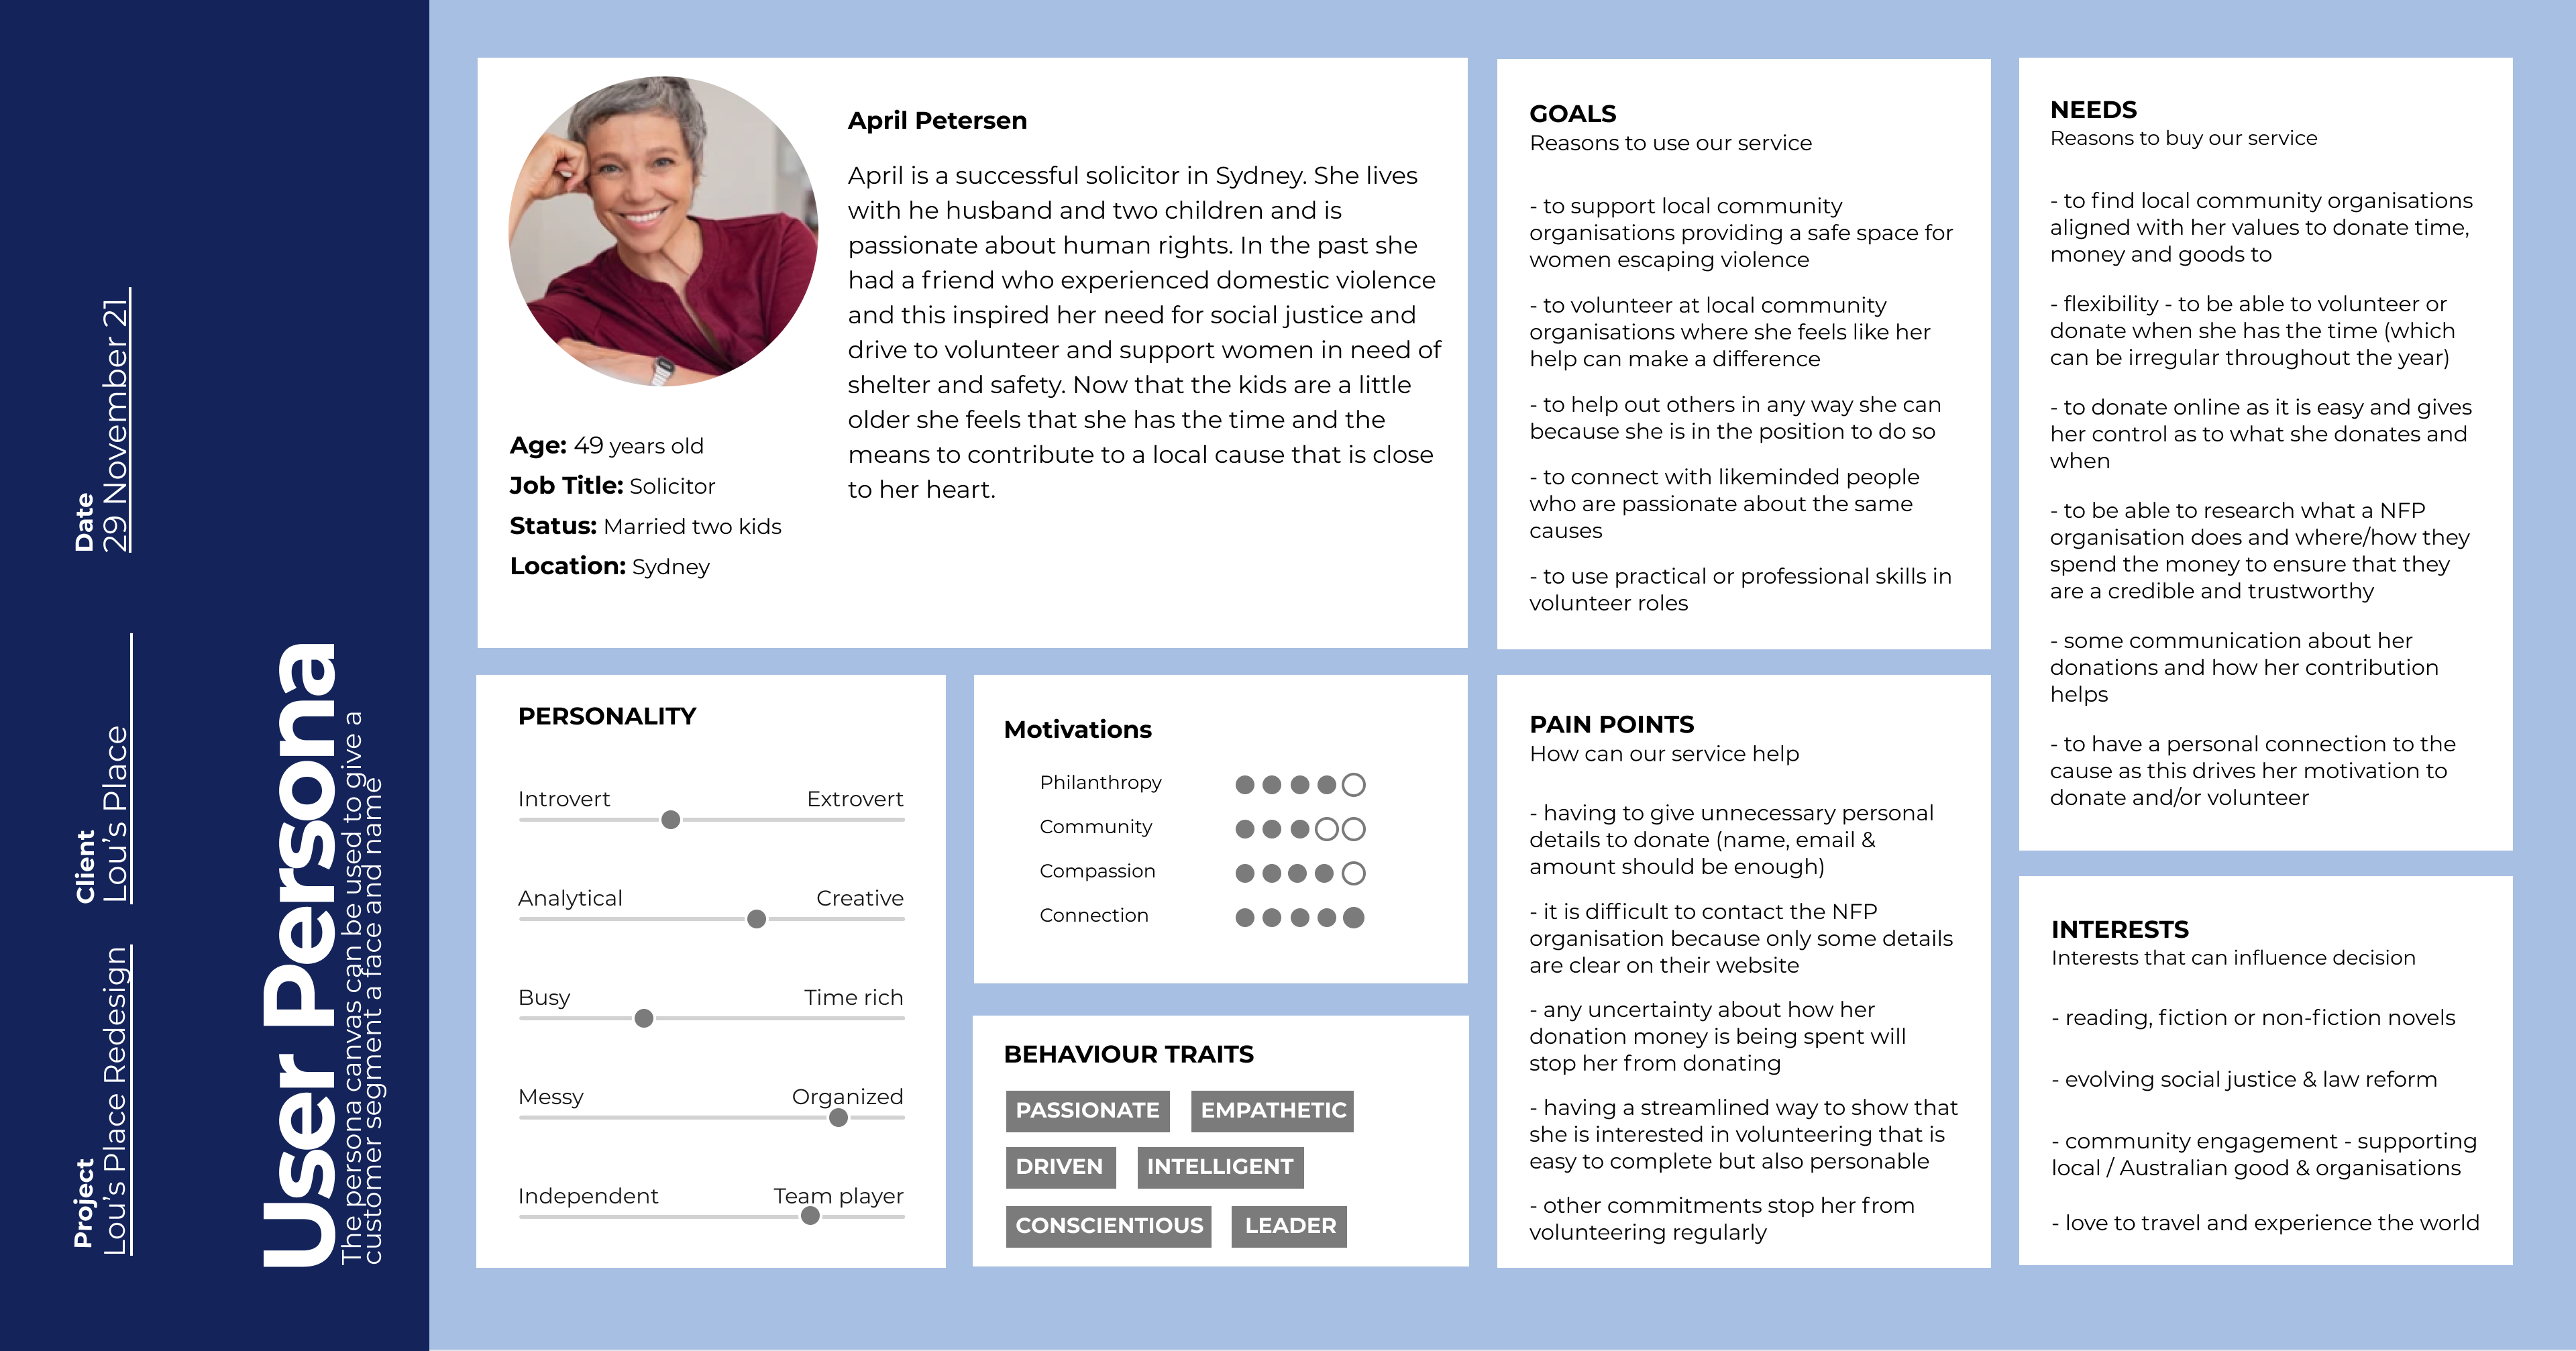 Project
Lou's Place Redesign
Client
Lou's Place
Date
29 November 21
User Persona
The persona canvas can be used to give a
customer segment a face and name
April Petersen
April is a successful solicitor in Sydney. She lives
with he husband and two children and is
passionate about human rights. In the past she
had a friend who experienced domestic violence
and this inspired her need for social justice and
drive to volunteer and support women in need of
shelter and safety. Now that the kids are a little
older she feels that she has the time and the
means to contribute to a local cause that is close
to her heart.
Age: 49 years old
Job Title: Solicitor
Status: Married two kids
Location: Sydney
PERSONALITY
Introvert Extrovert
Analytical Creative
Busy Time rich
Messy Organized
Independent Team player
Motivations
Philanthropy
Community
Compassion
Connection
BEHAVIOUR TRAITS
PASSIONATE EMPATHETIC
DRIVEN INTELLIGENT
CONSCIENTIOUS LEADER
GOALS
Reasons to use our service
- to support local community
organisations providing a safe space for
women escaping violence
- to volunteer at local community
organisations where she feels like her
help can make a difference
- to help out others in any way she can
because she is in the position to do so
- to connect with likeminded people
who are passionate about the same
causes
- to use practical or professional skills in
volunteer roles
PAIN POINTS
How can our service help
- having to give unnecessary personal
details to donate (name, email &
amount should be enough)
- it is difficult to contact the NFP
organisation because only some details
are clear on their website
- any uncertainty about how her
donation money is being spent will
stop her from donating
- having a streamlined way to show that
she is interested in volunteering that is
easy to complete but also personable
- other commitments stop her from
volunteering regularly
NEEDS
Reasons to buy our service
- to find local community organisations
aligned with her values to donate time,
money and goods to
- flexibility - to be able to volunteer or
donate when she has the time (which
can be irregular throughout the year)
- to donate online as it is easy and gives
her control as to what she donates and
when
- to be able to research what a NFP
organisation does and where/how they
spend the money to ensure that they
are a credible and trustworthy
- some communication about her
donations and how her contribution
helps
- to have a personal connection to the
cause as this drives her motivation to
donate and/or volunteer
INTERESTS
Interests that can influence decision
- reading, fiction or non-fiction novels
- evolving social justice & law reform
- community engagement - supporting
local / Australian good & organisations
- love to travel and experience the world